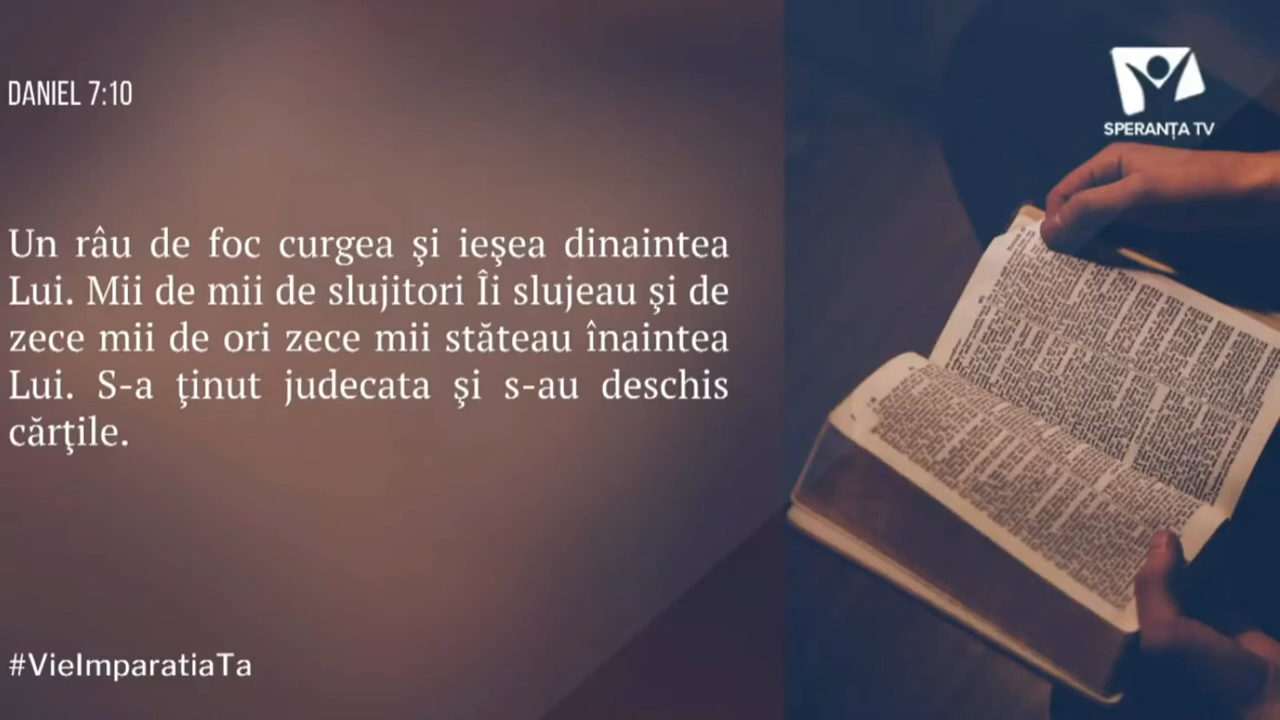 DANIEL 7:10
SPERANȚA TV
Un râu de foc curgea şi ieşea dinaintea
Lui. Mii de mii de slujitori Îi slujeau şi de
zece mii de ori zece mii stăteau înaintea
Lui. S-a ţinut judecata şi s-au deschis
cărţile.
#VieImparatiaTa